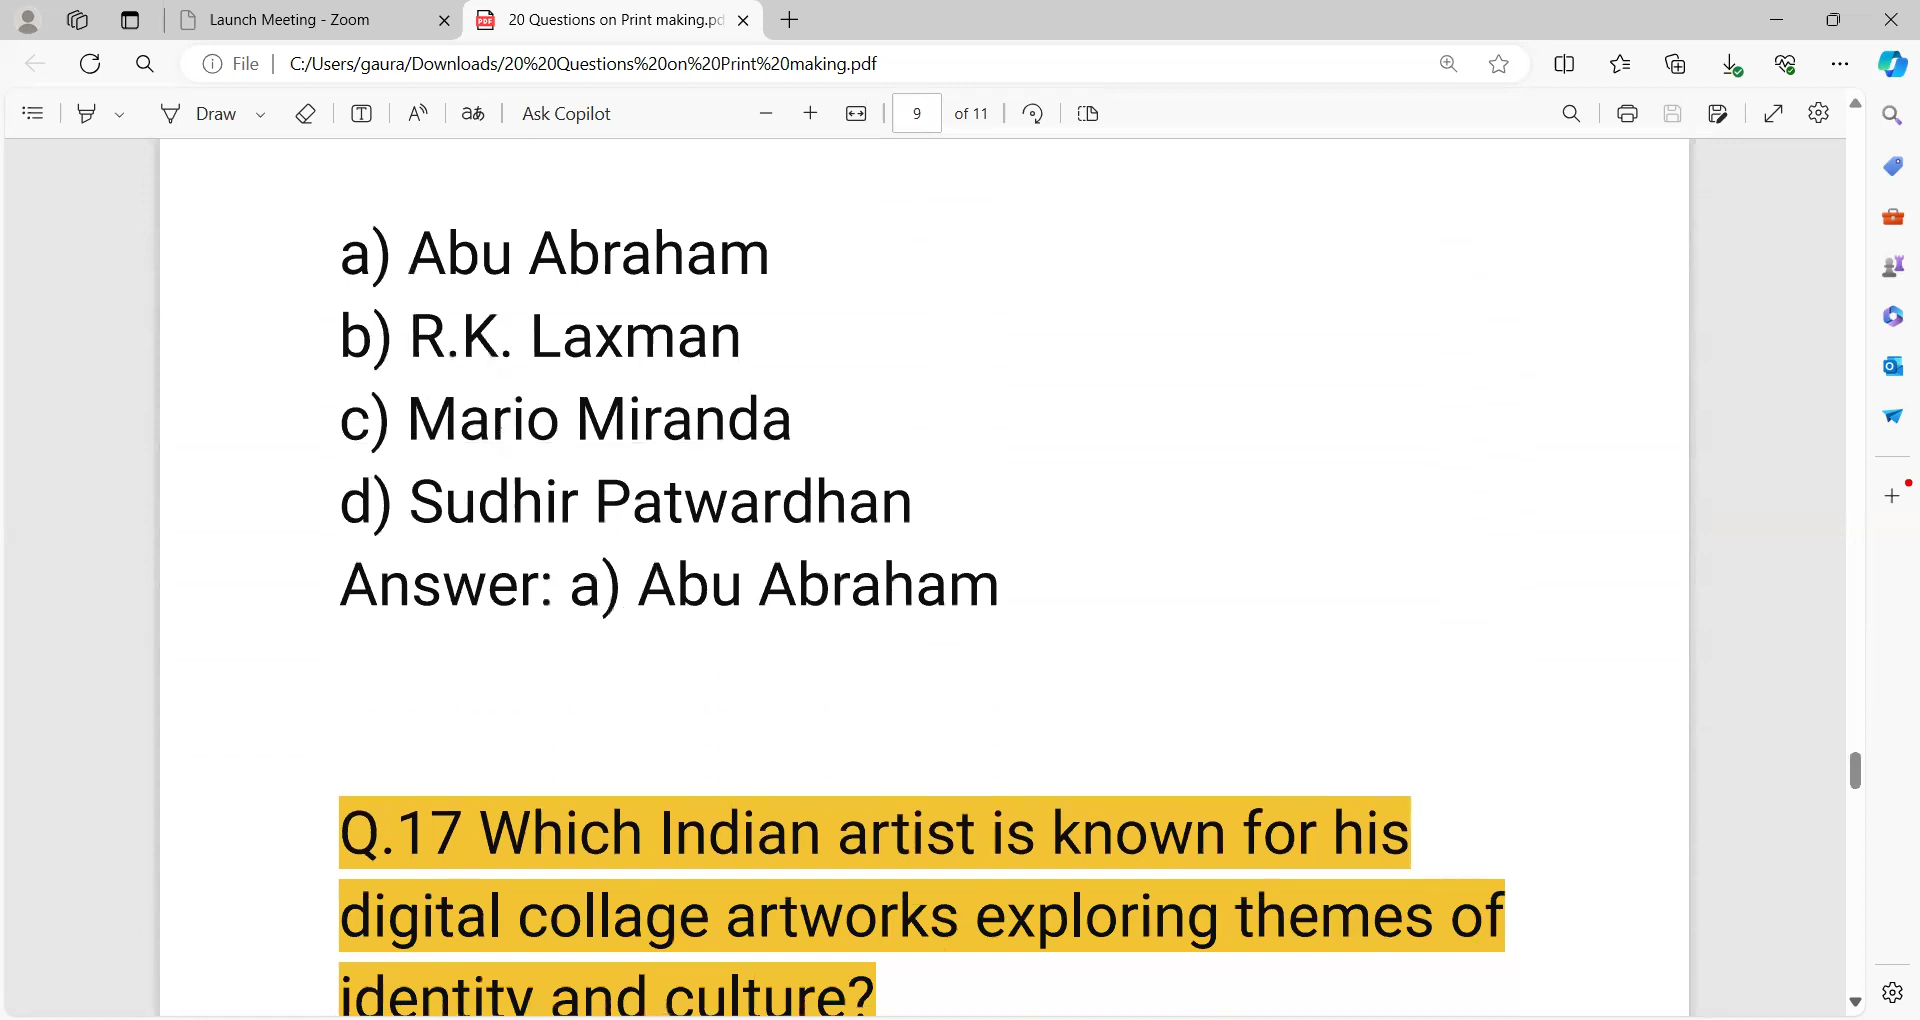 Launch Meeting - Zoom
20 Questions on Print making.pd
File
C:/Users/gaura/Downloads/20%20Questions%20on%20Print%20making.pdf
Draw
Ask Copilot
9
of 11
a) Abu Abraham
b) R.K. Laxman
c) Mario Miranda
d) Sudhir Patwardhan
Answer: a) Abu Abraham
Q.17 Which Indian artist is known for his
digital collage artworks exploring themes of
identity and culture?